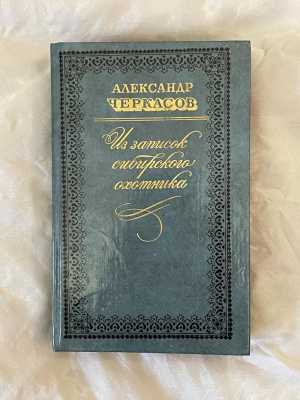 АЛЕКСАНДР
ЧЕРКАСОВ
Из записок
сибирского
охотника